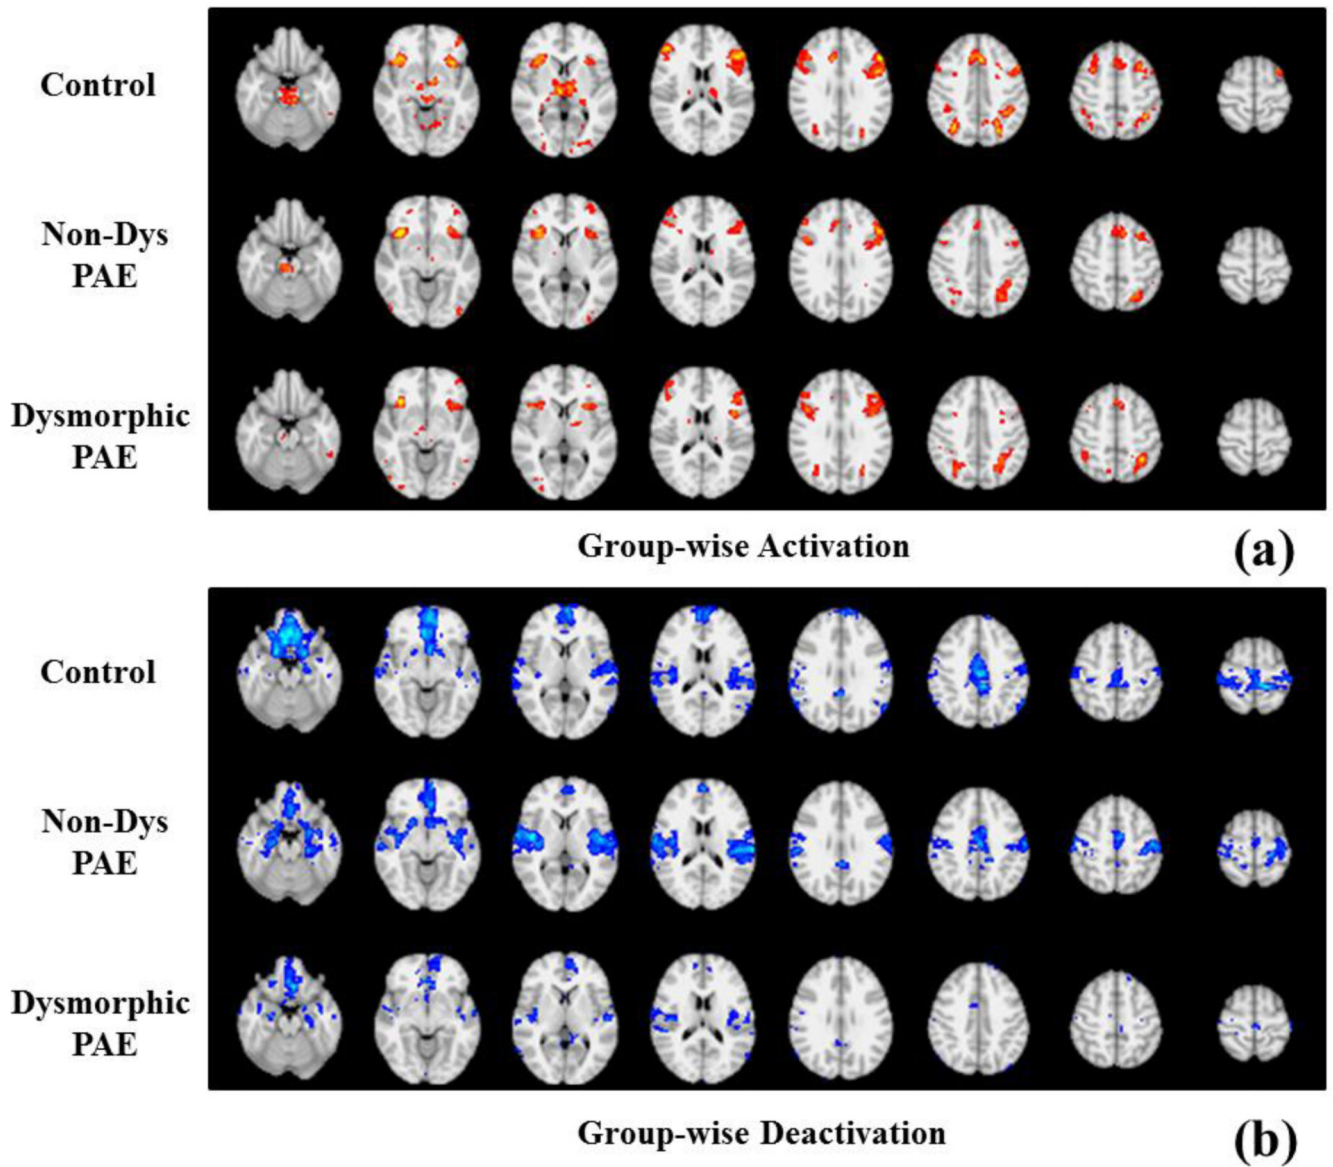 Control
Non-Dys
PAE
Dysmorphic
PAE
Group-wise Activation
(a)
Control
Non-Dys
PAE
Dysmorphic
PAE
Group-wise Deactivation
(b)